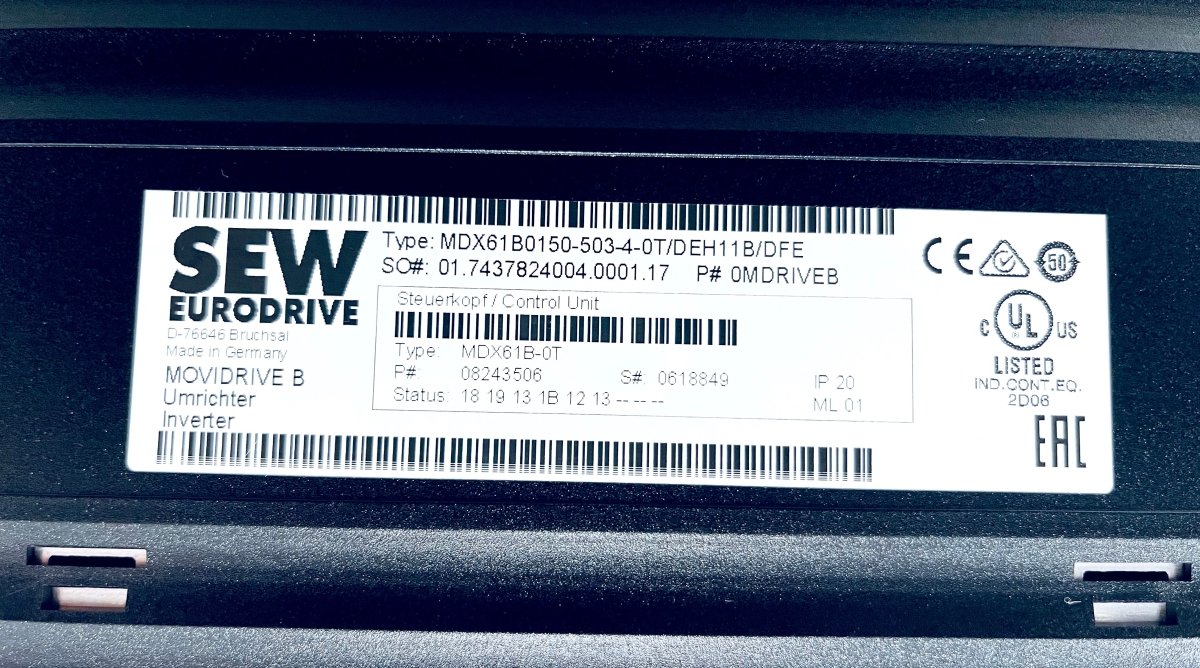 SEW
EURODRIVE
D-76646 Bruchsal
Made in Germany
MOVIDRIVE B
Umrichter
Inverter
Type: MDX61B0150-503-4-0T/DEH11B/DFE
SO#: 01.7437824004.0001.17 P# 0MDRIVEB
Steuerkopf / Control Unit
Type: MDX61B-0T
P#: 08243506 S#: 0618849 IP 20
Status: 18 19 13 1B 12 13 -- -- -- ML 01
CE
50
C UL US
LISTED
IND.CONT.EQ.
2D06
EAC